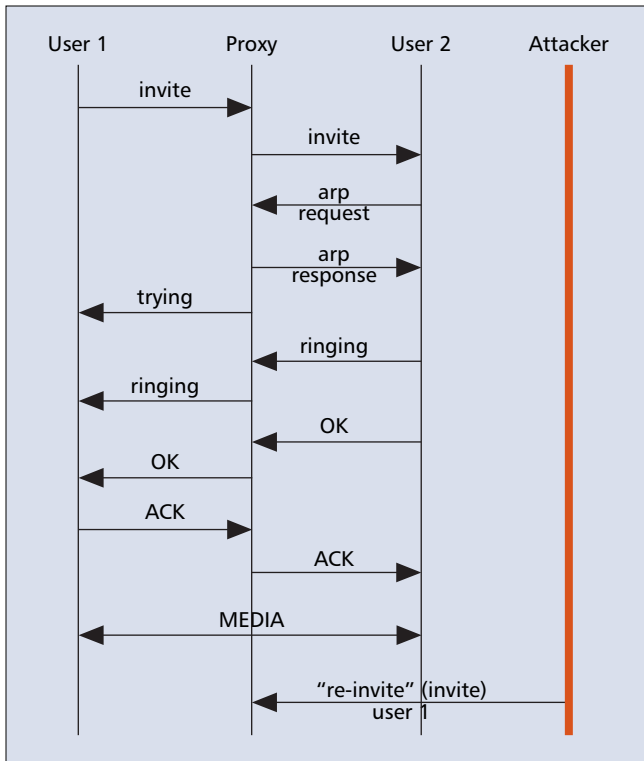 User 1 Proxy User 2 Attacker
invite
invite
arp
request
arp
response
trying
ringing
ringing
OK
OK
ACK
ACK
MEDIA
“re-invite” (invite)
user 1